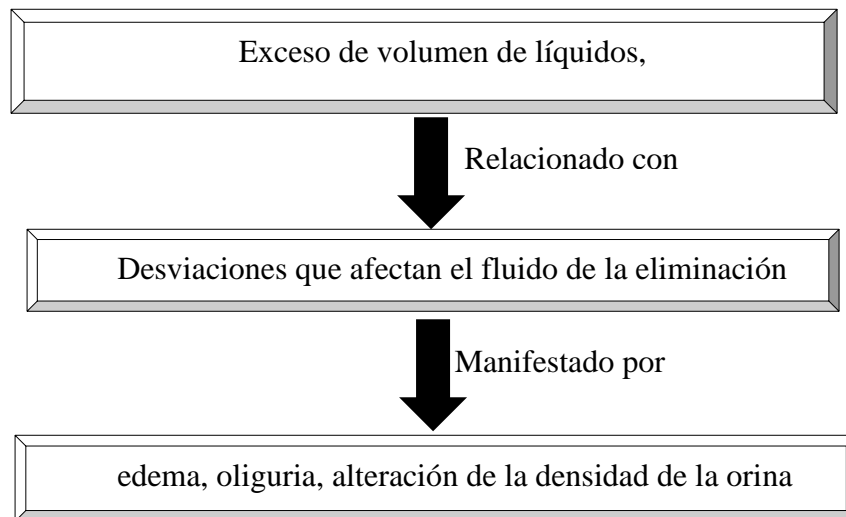 Exceso de volumen de líquidos,
Relacionado con
Desviaciones que afectan el fluido de la eliminación
Manifestado por
edema, oliguria, alteración de la densidad de la orina